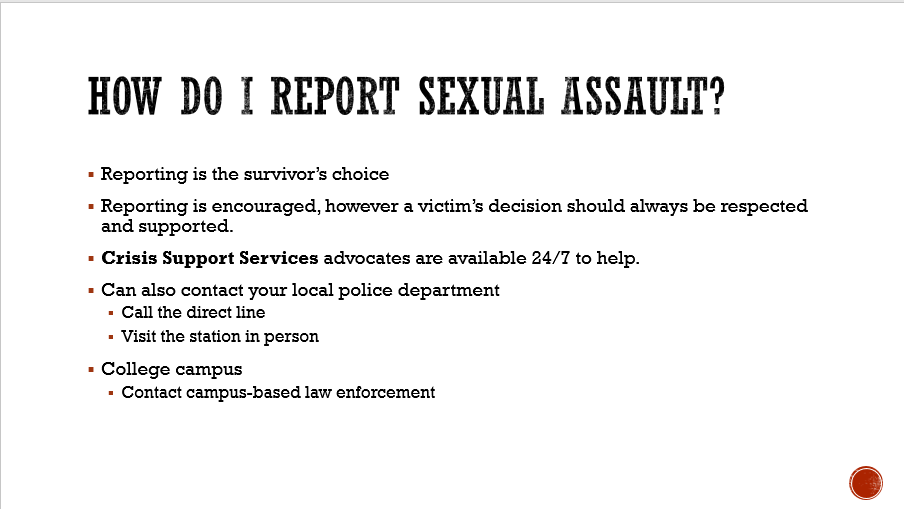 HOW DO I REPORT SEXUAL ASSAULT?
Reporting is the survivor's choice
Reporting is encouraged, however a victim's decision should always be respected
and supported.
Crisis Support Services advocates are available 24/7 to help.
Can also contact your local police department
Call the direct line
Visit the station in person
College campus
Contact campus-based law enforcement